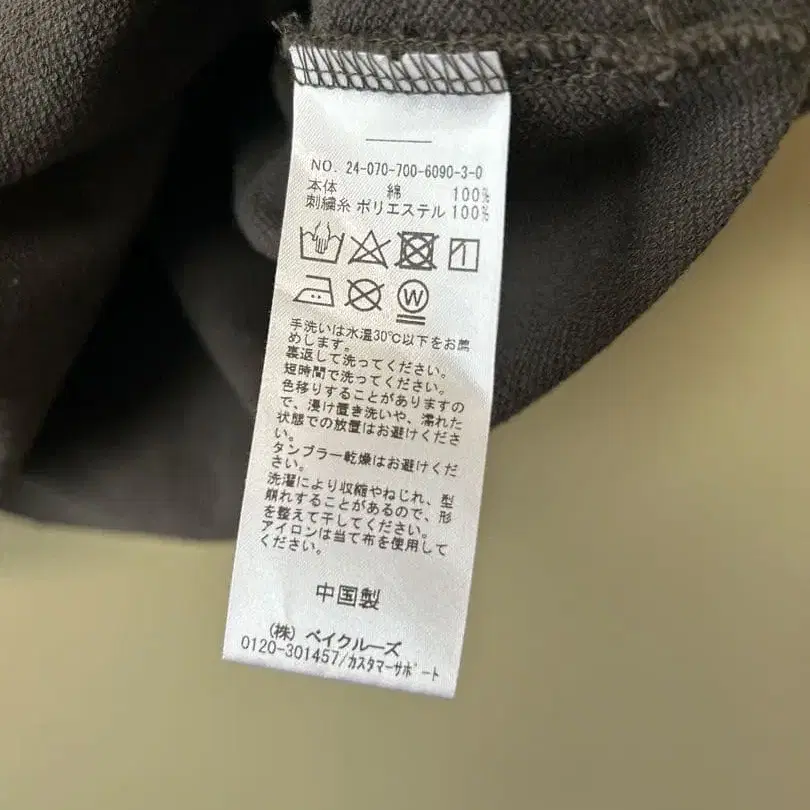 NO. 24-070-700-6090-3-0
本体 綿 100%
刺繍糸 ポリエステル 100%
W
手洗いは水温30℃以下をお薦
めします。
裏返して洗ってください。
短時間で洗ってください。
色移りすることがありますの
で、浸け置き洗いや、濡れた
状態での放置はお避けくださ
い。
タンブラー乾燥はお避けくだ
さい。
洗濯により収縮やねじれ、型
崩れすることがあるので、形
を整えて干してください。
アイロンは当て布を使用して
ください。
中国製
(株) ベイクルーズ
0120-301457/カスタマーサポート